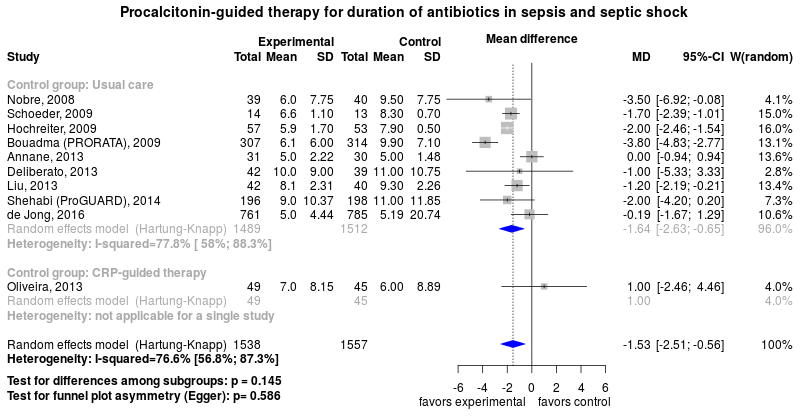 Procalcitonin-guided therapy for duration of antibiotics in sepsis and septic shock
Experimental Control Mean difference
Study Total Mean SD Total Mean SD MD 95%-CI W(random)
Control group: Usual care
Nobre, 2008 39 6.0 7.75 40 9.50 7.75 -3.50 [-6.92; -0.08] 4.1%
Schoeder, 2009 14 6.6 1.10 13 8.30 0.70 -1.70 [-2.39; -1.01] 15.0%
Hochreiter, 2009 57 5.9 1.70 53 7.90 0.50 -2.00 [-2.46; -1.54] 16.0%
Bouadma (PRORATA), 2009 307 6.1 6.00 314 9.90 7.10 -3.80 [-4.83; -2.77] 13.1%
Annane, 2013 31 5.0 2.22 30 5.00 1.48 0.00 [-0.94; 0.94] 13.6%
Deliberato, 2013 42 10.0 9.00 39 11.00 10.75 -1.00 [-5.33; 3.33] 2.8%
Liu, 2013 42 8.1 2.31 40 9.30 2.26 -1.20 [-2.19; -0.21] 13.4%
Shehabi (ProGUARD), 2014 196 9.0 10.37 198 11.00 11.85 -2.00 [-4.20; 0.20] 7.3%
de Jong, 2016 761 5.0 4.44 785 5.19 20.74 -0.19 [-1.67; 1.29] 10.6%
Random effects model (Hartung-Knapp) 1489 1512 -1.64 [-2.63; -0.65] 96.0%
Heterogeneity: I-squared=77.8% [ 58%; 88.3%]
Control group: CRP-guided therapy
Oliveira, 2013 49 7.0 8.15 45 6.00 8.89 1.00 [-2.46; 4.46] 4.0%
Random effects model (Hartung-Knapp) 49 45 1.00 4.0%
Heterogeneity: not applicable for a single study
Random effects model (Hartung-Knapp) 1538 1557 -1.53 [-2.51; -0.56] 100%
Heterogeneity: I-squared=76.6% [56.8%; 87.3%]
Test for differences among subgroups: p = 0.145
Test for funnel plot asymmetry (Egger): p= 0.586
-6 -4 -2 0 2 4 6
favors experimental favors control